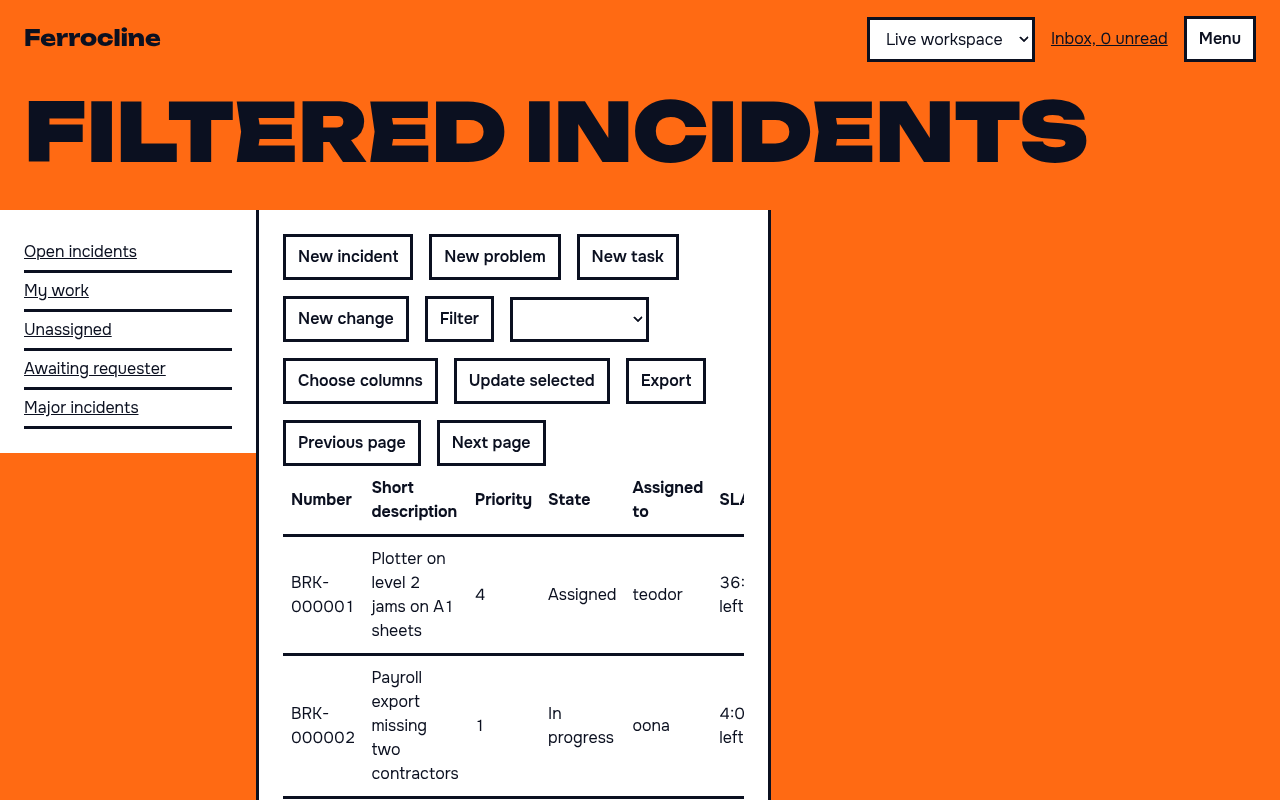 Ferrocline
Live workspace
Inbox, 0 unread
Menu
FILTERED INCIDENTS
Open incidents
My work
Unassigned
Awaiting requester
Major incidents
New incident
New problem
New task
New change
Filter
Choose columns
Update selected
Export
Previous page
Next page
Number
Short
description
Priority
State
Assigned
to
BRK-
000001
Plotter on
level 2
jams on A1
sheets
4
Assigned
teodor
36:
left
BRK-
000002
Payroll
export
missing
two
contractors
1
In
progress
oona
4:0
left